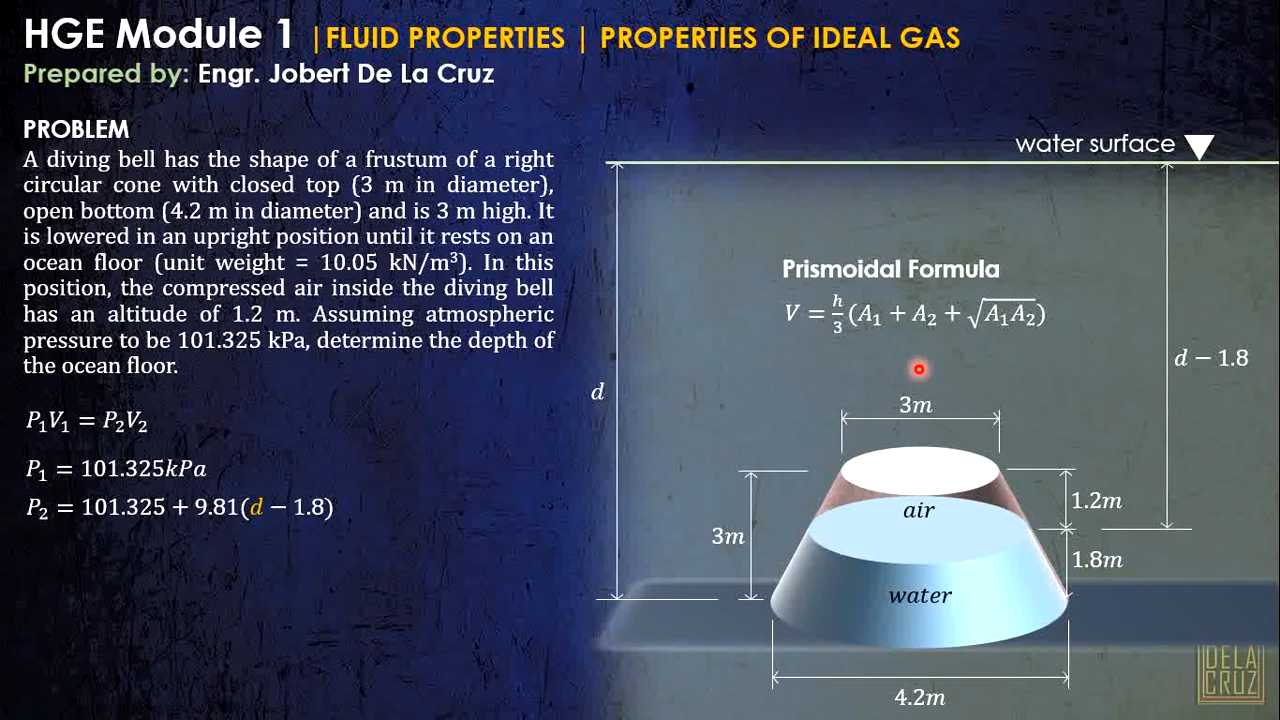 HGE Module 1 | FLUID PROPERTIES | PROPERTIES OF IDEAL GAS
Prepared by: Engr. Jobert De La Cruz
PROBLEM
A diving bell has the shape of a frustum of a right
circular cone with closed top (3 m in diameter),
open bottom (4.2 m in diameter) and is 3 m high. It
is lowered in an upright position until it rests on an
ocean floor (unit weight = 10.05 kN/m³). In this
position, the compressed air inside the diving bell
has an altitude of 1.2 m. Assuming atmospheric
pressure to be 101.325 kPa, determine the depth of
the ocean floor.
P₁V₁ = P₂V₂
P₁ = 101.325kPa
P₂ = 101.325 + 9.81(d − 1.8)
water surface
Prismoidal Formula
V = h/3 (A₁ + A₂ + √A₁A₂)
d − 1.8
d
3m
1.2m
air
3m
1.8m
water
4.2m
DELA
CRUZ